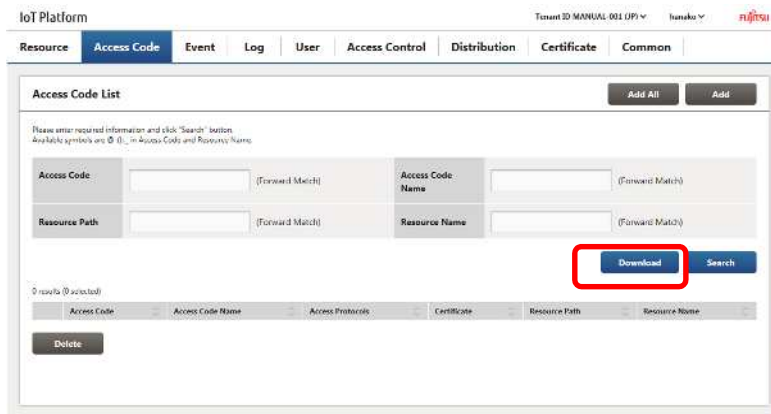 IoT Platform Tenant ID MANUAL-001 (JP) hanako FUJITSU
Resource Access Code Event Log User Access Control Distribution Certificate Common
Access Code List Add All Add
Please enter required information and click "Search" button.
Available symbols are @ ():_ in Access Code and Resource Name.
Access Code (Forward Match) Access Code Name (Forward Match)
Resource Path (Forward Match) Resource Name (Forward Match)
Download Search
0 results (0 selected)
Access Code Access Code Name Access Protocols Certificate Resource Path Resource Name
Delete